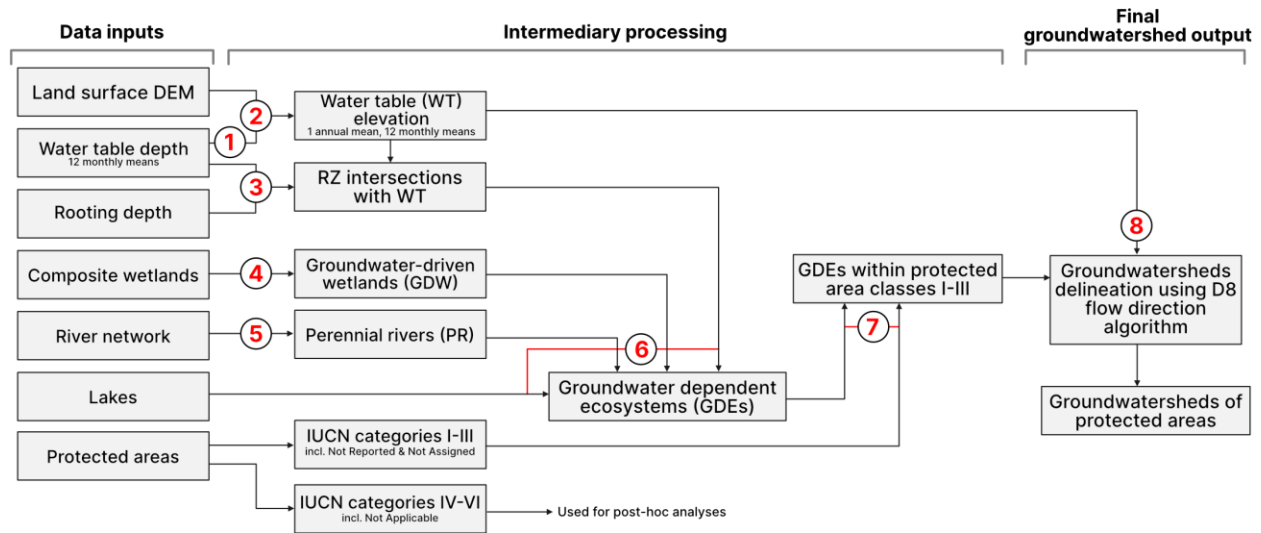 Data inputs
Intermediary processing
Final
groundwatershed output
Land surface DEM
Water table depth
12 monthly means
Rooting depth
Composite wetlands
River network
Lakes
Protected areas
1
2
3
4
5
Water table (WT)
elevation
1 annual mean, 12 monthly means
RZ intersections
with WT
Groundwater-driven
wetlands (GDW)
Perennial rivers (PR)
6
Groundwater dependent
ecosystems (GDEs)
IUCN categories I-III
incl. Not Reported & Not Assigned
IUCN categories IV-VI
incl. Not Applicable
Used for post-hoc analyses
GDEs within protected
area classes I-III
7
8
Groundwatersheds
delineation using D8
flow direction
algorithm
Groundwatersheds of
protected areas